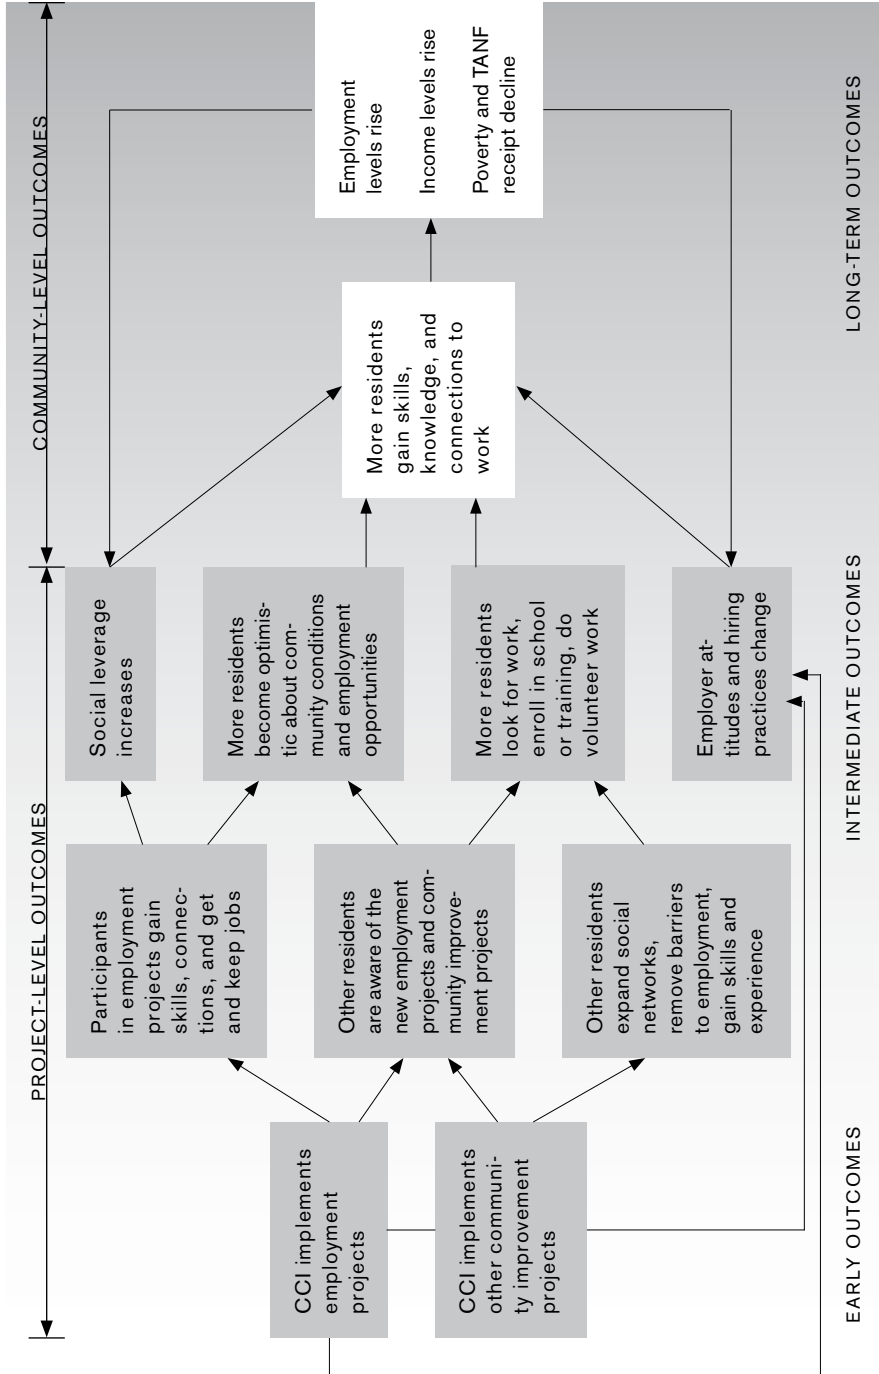 PROJECT-LEVEL OUTCOMES
COMMUNITY-LEVEL OUTCOMES
CCI implements
employment
projects
CCI implements
other communi-
ty improvement
projects
Participants
in employment
projects gain
skills, connec-
tions, and get
and keep jobs
Other residents
are aware of the
new employment
projects and com-
munity improve-
ment projects
Other residents
expand social
networks,
remove barriers
to employment,
gain skills and
experience
Social leverage
increases
More residents
become optimis-
tic about com-
munity conditions
and employment
opportunities
More residents
look for work,
enroll in school
or training, do
volunteer work
Employer at-
titudes and hiring
practices change
More residents
gain skills,
knowledge, and
connections to
work
Employment
levels rise
Income levels rise
Poverty and TANF
receipt decline
EARLY OUTCOMES
INTERMEDIATE OUTCOMES
LONG-TERM OUTCOMES